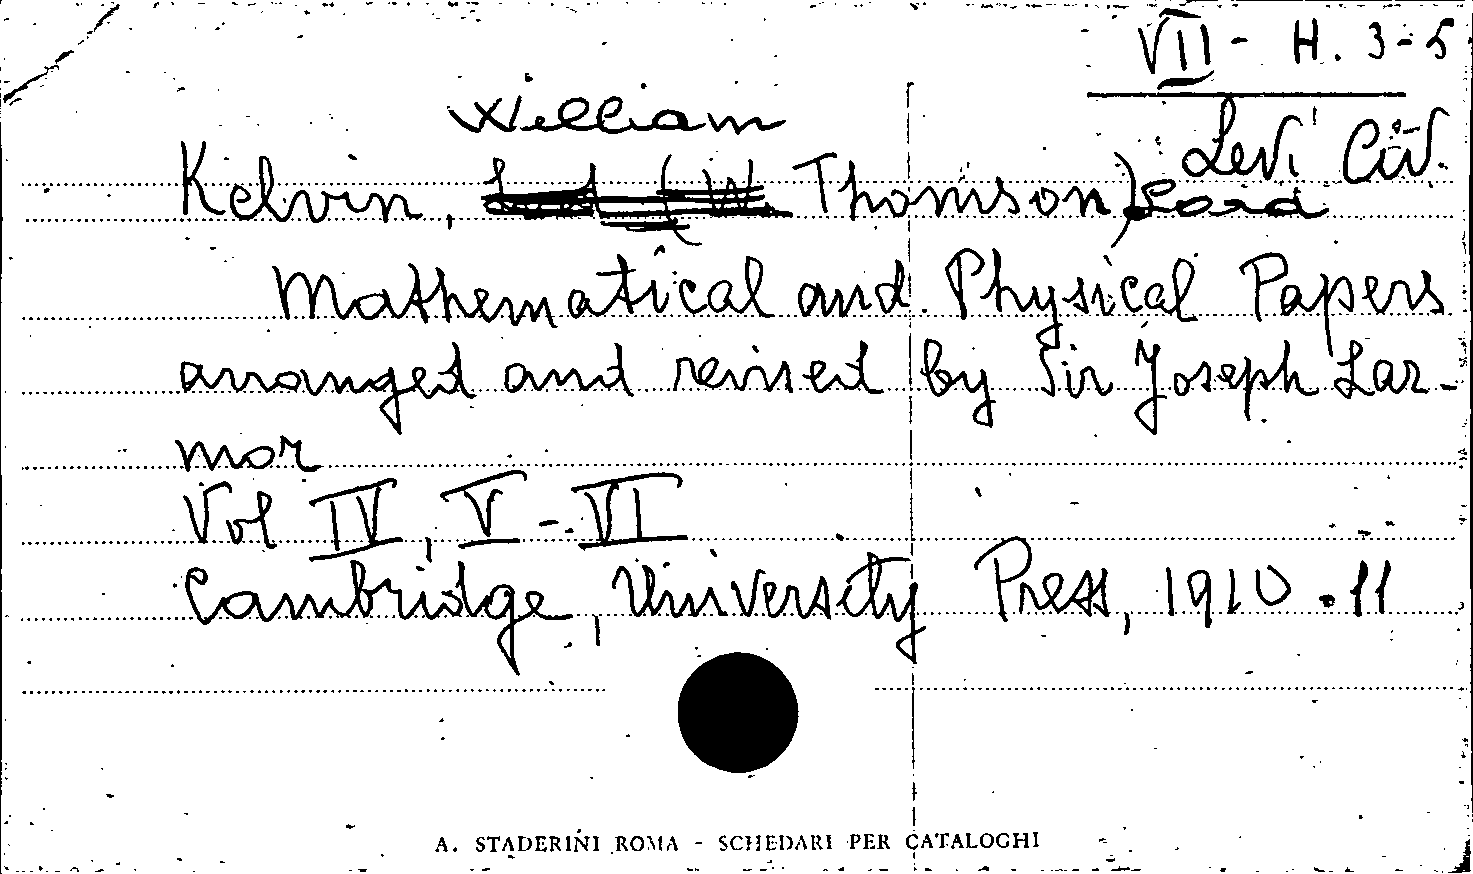 VII - H. 3-5
Levi Civ.
William
Kelvin, Thomson) Lord
Mathematical and Physical Papers
arranged and revised by Sir Joseph Lar-
mor
Vol IV, V - VI
Cambridge, University Press, 1910.11
A. STADERINI ROMA - SCHEDARI PER CATALOGHI